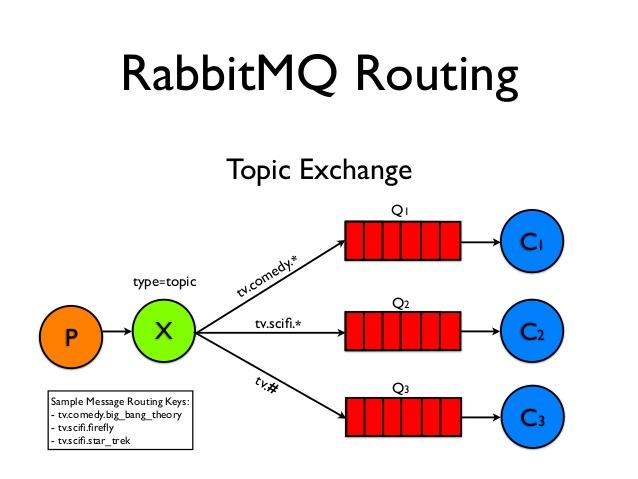 RabbitMQ Routing
Topic Exchange
Q1
C1
tv.comedy.*
type=topic
P
X
tv.scifi.*
Q2
C2
tv.#
Q3
C3
Sample Message Routing Keys:
- tv.comedy.big_bang_theory
- tv.scifi.firefly
- tv.scifi.star_trek